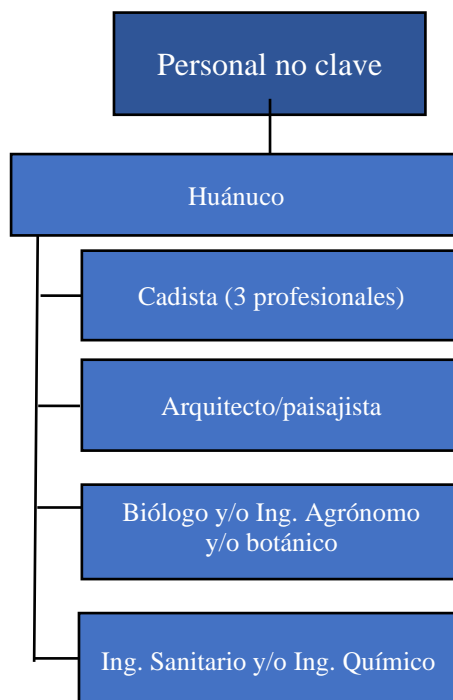 Personal no clave
Huánuco
Cadista (3 profesionales)
Arquitecto/paisajista
Biólogo y/o Ing. Agrónomo
y/o botánico
Ing. Sanitario y/o Ing. Químico